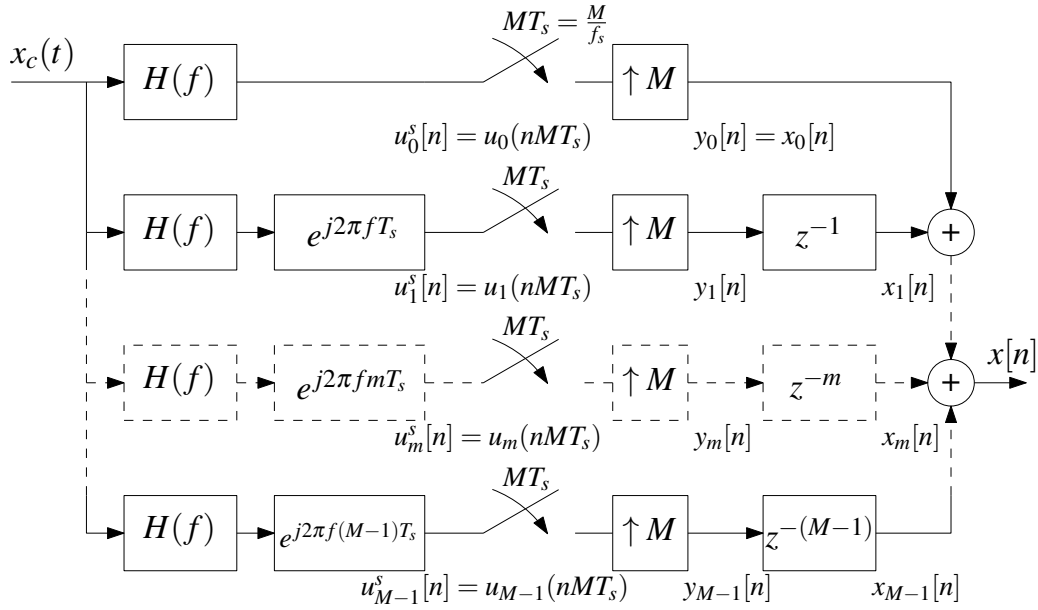 x_c(t) H(f) MT_s = M/f_s ↑ M
u_0^s[n] = u_0(nMT_s) y_0[n] = x_0[n]
H(f) e^{j2πfT_s} MT_s ↑ M z^{-1} +
u_1^s[n] = u_1(nMT_s) y_1[n] x_1[n]
H(f) e^{j2πfmT_s} MT_s ↑ M z^{-m} + x[n]
u_m^s[n] = u_m(nMT_s) y_m[n] x_m[n]
H(f) e^{j2πf(M−1)T_s} MT_s ↑ M z^{-(M−1)}
u_{M−1}^s[n] = u_{M−1}(nMT_s) y_{M−1}[n] x_{M−1}[n]